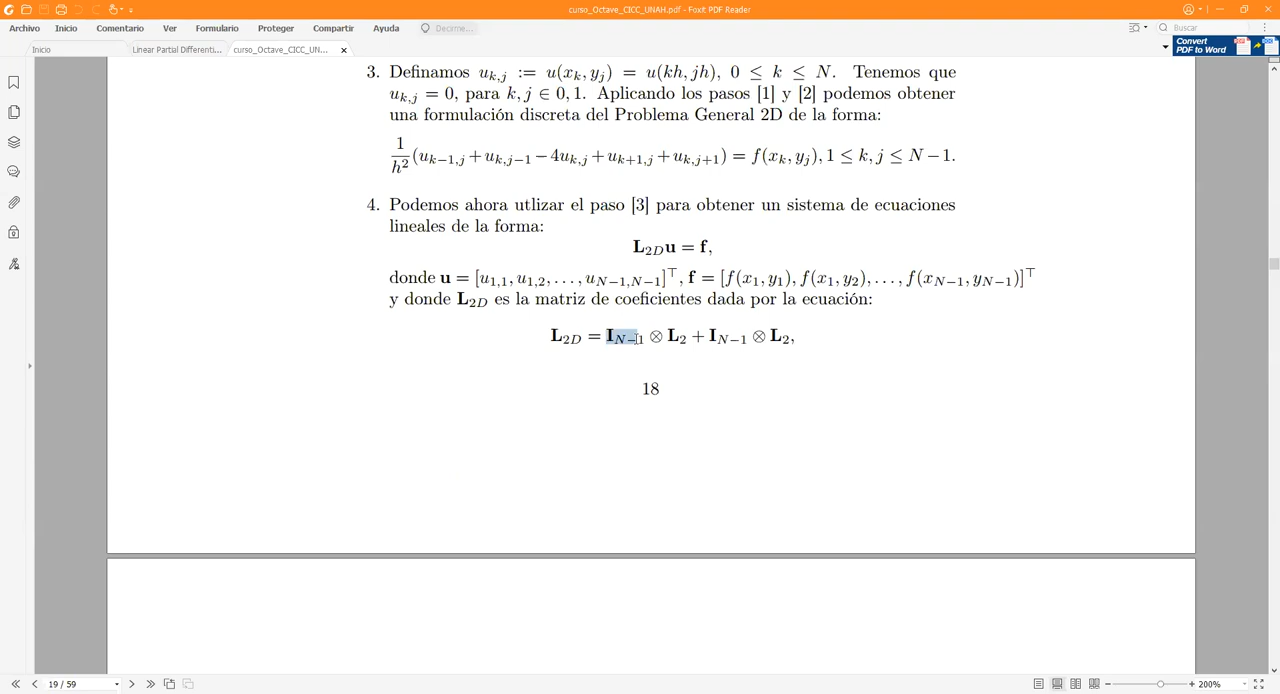 curso_Octave_CICC_UNAH.pdf - Foxit PDF Reader
Archivo Inicio Comentario Ver Formulario Proteger Compartir Ayuda Decirme... Buscar
Inicio Linear Partial Differenti... curso_Octave_CICC_UN... Convert
PDF to Word
3. Definamos u_{k,j} := u(x_k, y_j) = u(kh, jh), 0 ≤ k ≤ N. Tenemos que
u_{k,j} = 0, para k, j ∈ 0, 1. Aplicando los pasos [1] y [2] podemos obtener
una formulación discreta del Problema General 2D de la forma:
1/h² (u_{k−1,j} + u_{k,j−1} − 4u_{k,j} + u_{k+1,j} + u_{k,j+1}) = f(x_k, y_j), 1 ≤ k, j ≤ N − 1.
4. Podemos ahora utlizar el paso [3] para obtener un sistema de ecuaciones
lineales de la forma:
L_{2D}u = f,
donde u = [u_{1,1}, u_{1,2}, . . . , u_{N−1,N−1}]^⊤, f = [f(x_1, y_1), f(x_1, y_2), . . . , f(x_{N−1}, y_{N−1})]^⊤
y donde L_{2D} es la matriz de coeficientes dada por la ecuación:
L_{2D} = I_{N−1} ⊗ L_2 + I_{N−1} ⊗ L_2,
18
19 / 59 200%